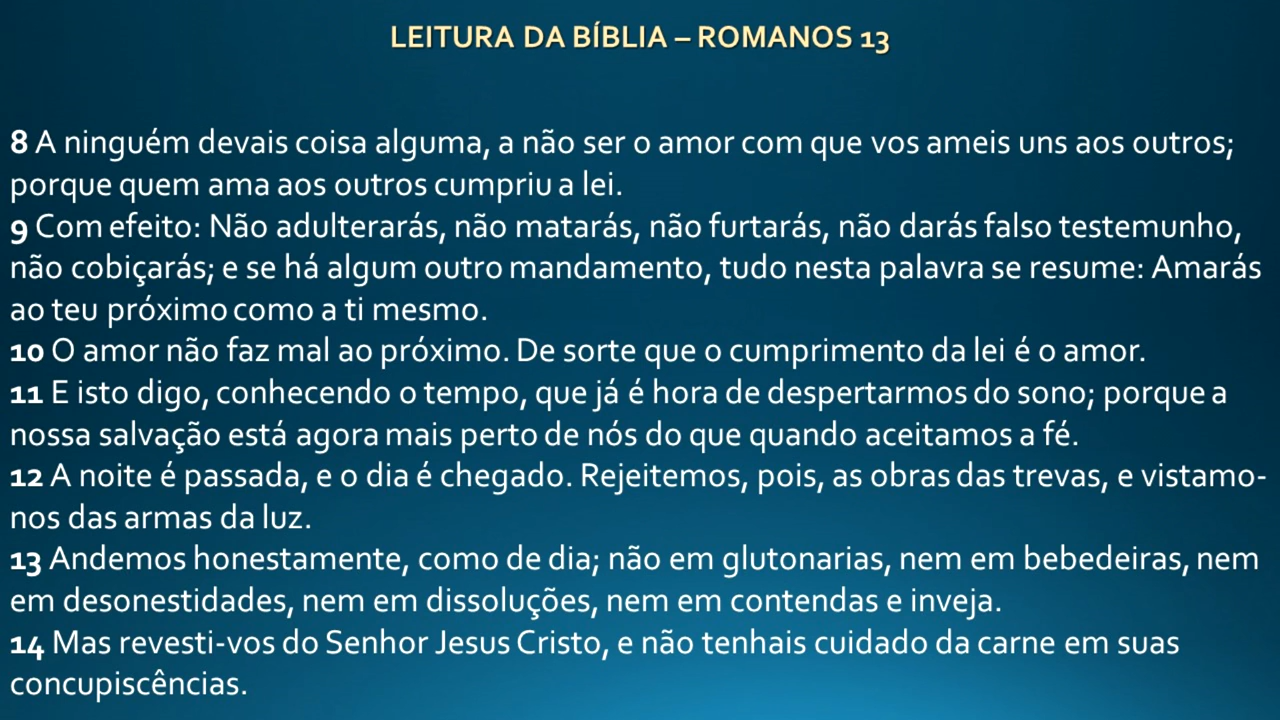 LEITURA DA BÍBLIA – ROMANOS 13
8 A ninguém devais coisa alguma, a não ser o amor com que vos ameis uns aos outros;
porque quem ama aos outros cumpriu a lei.
9 Com efeito: Não adulterarás, não matarás, não furtarás, não darás falso testemunho,
não cobiçarás; e se há algum outro mandamento, tudo nesta palavra se resume: Amarás
ao teu próximo como a ti mesmo.
10 O amor não faz mal ao próximo. De sorte que o cumprimento da lei é o amor.
11 E isto digo, conhecendo o tempo, que já é hora de despertarmos do sono; porque a
nossa salvação está agora mais perto de nós do que quando aceitamos a fé.
12 A noite é passada, e o dia é chegado. Rejeitemos, pois, as obras das trevas, e vistamo-
nos das armas da luz.
13 Andemos honestamente, como de dia; não em glutonarias, nem em bebedeiras, nem
em desonestidades, nem em dissoluções, nem em contendas e inveja.
14 Mas revesti-vos do Senhor Jesus Cristo, e não tenhais cuidado da carne em suas
concupiscências.